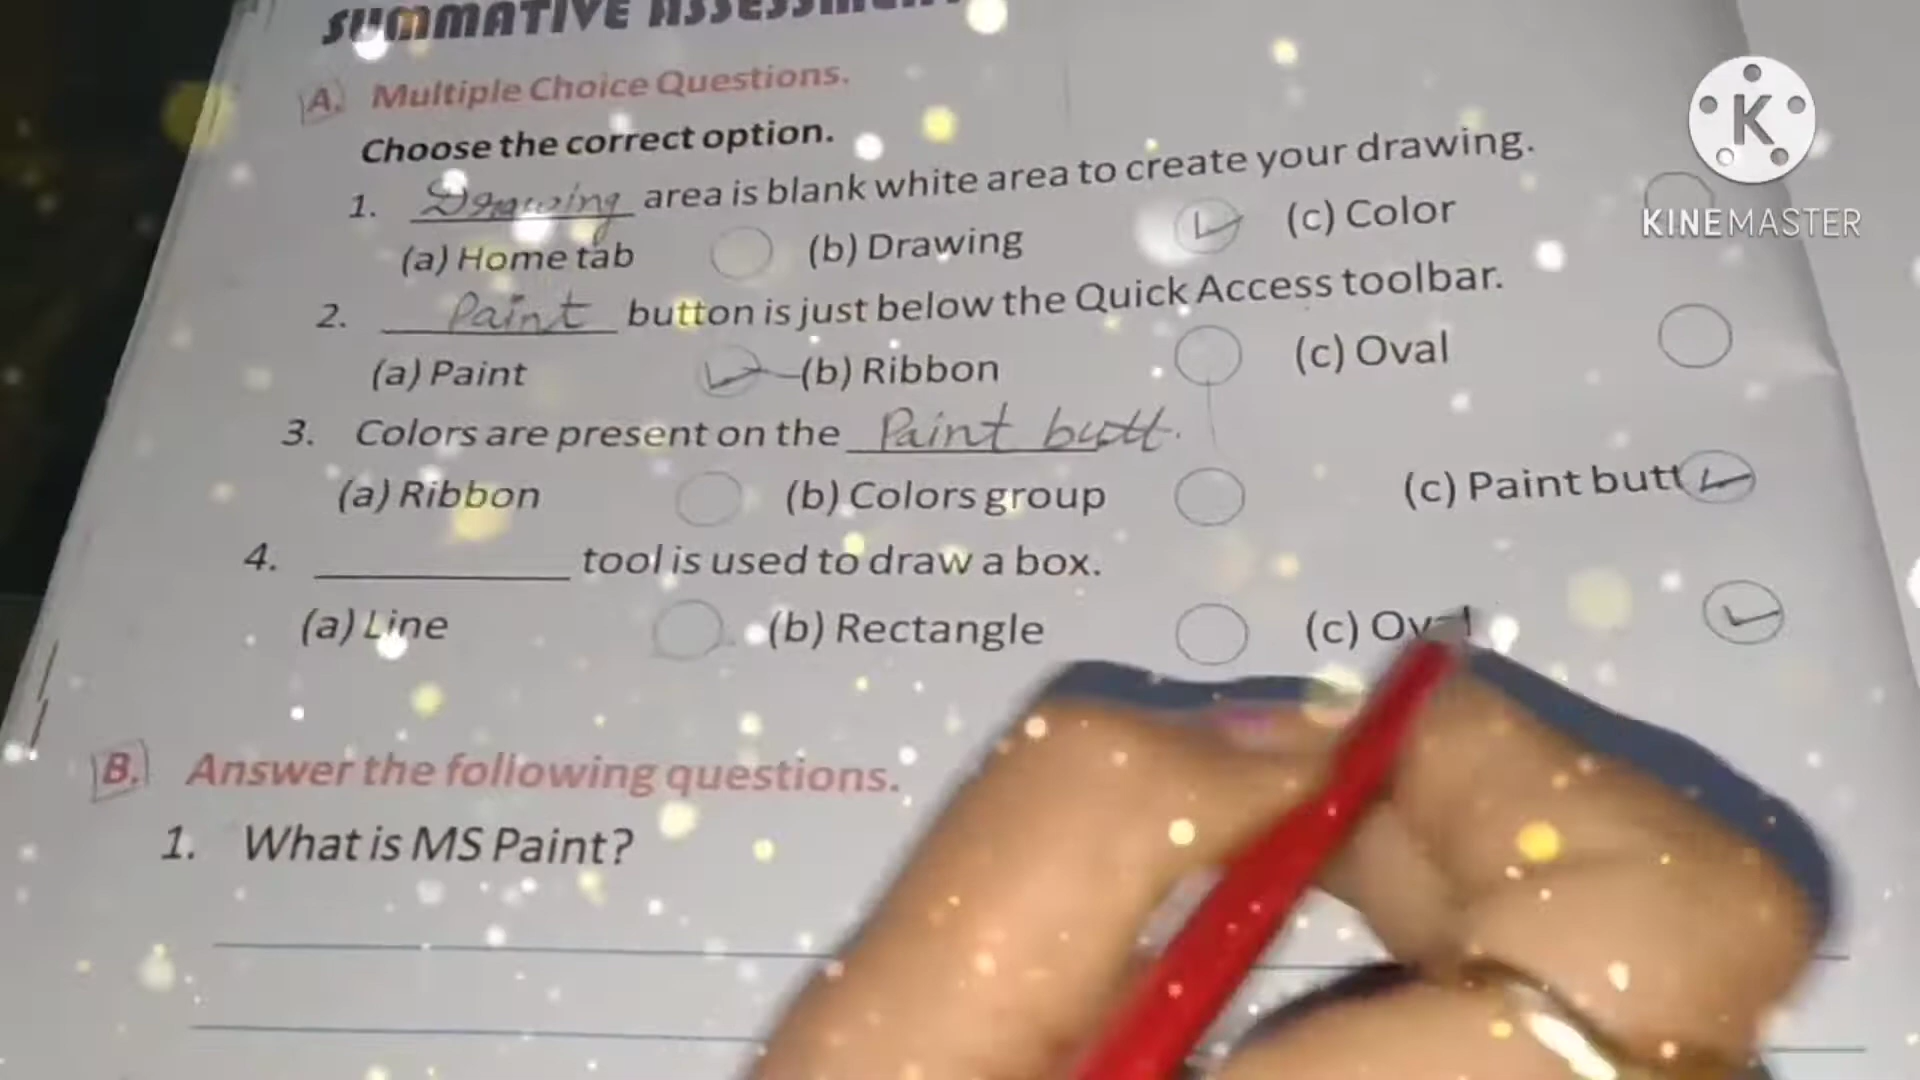 SUMMATIVE ASSESSMENT
A. Multiple Choice Questions.
Choose the correct option.
1. Drawing area is blank white area to create your drawing.
(a) Home tab (b) Drawing (c) Color
2. Paint button is just below the Quick Access toolbar.
(a) Paint (b) Ribbon (c) Oval
3. Colors are present on the Paint butt.
(a) Ribbon (b) Colors group (c) Paint butt
4. __________ tool is used to draw a box.
(a) Line (b) Rectangle (c) Oval
B. Answer the following questions.
1. What is MS Paint?
K
KINEMASTER